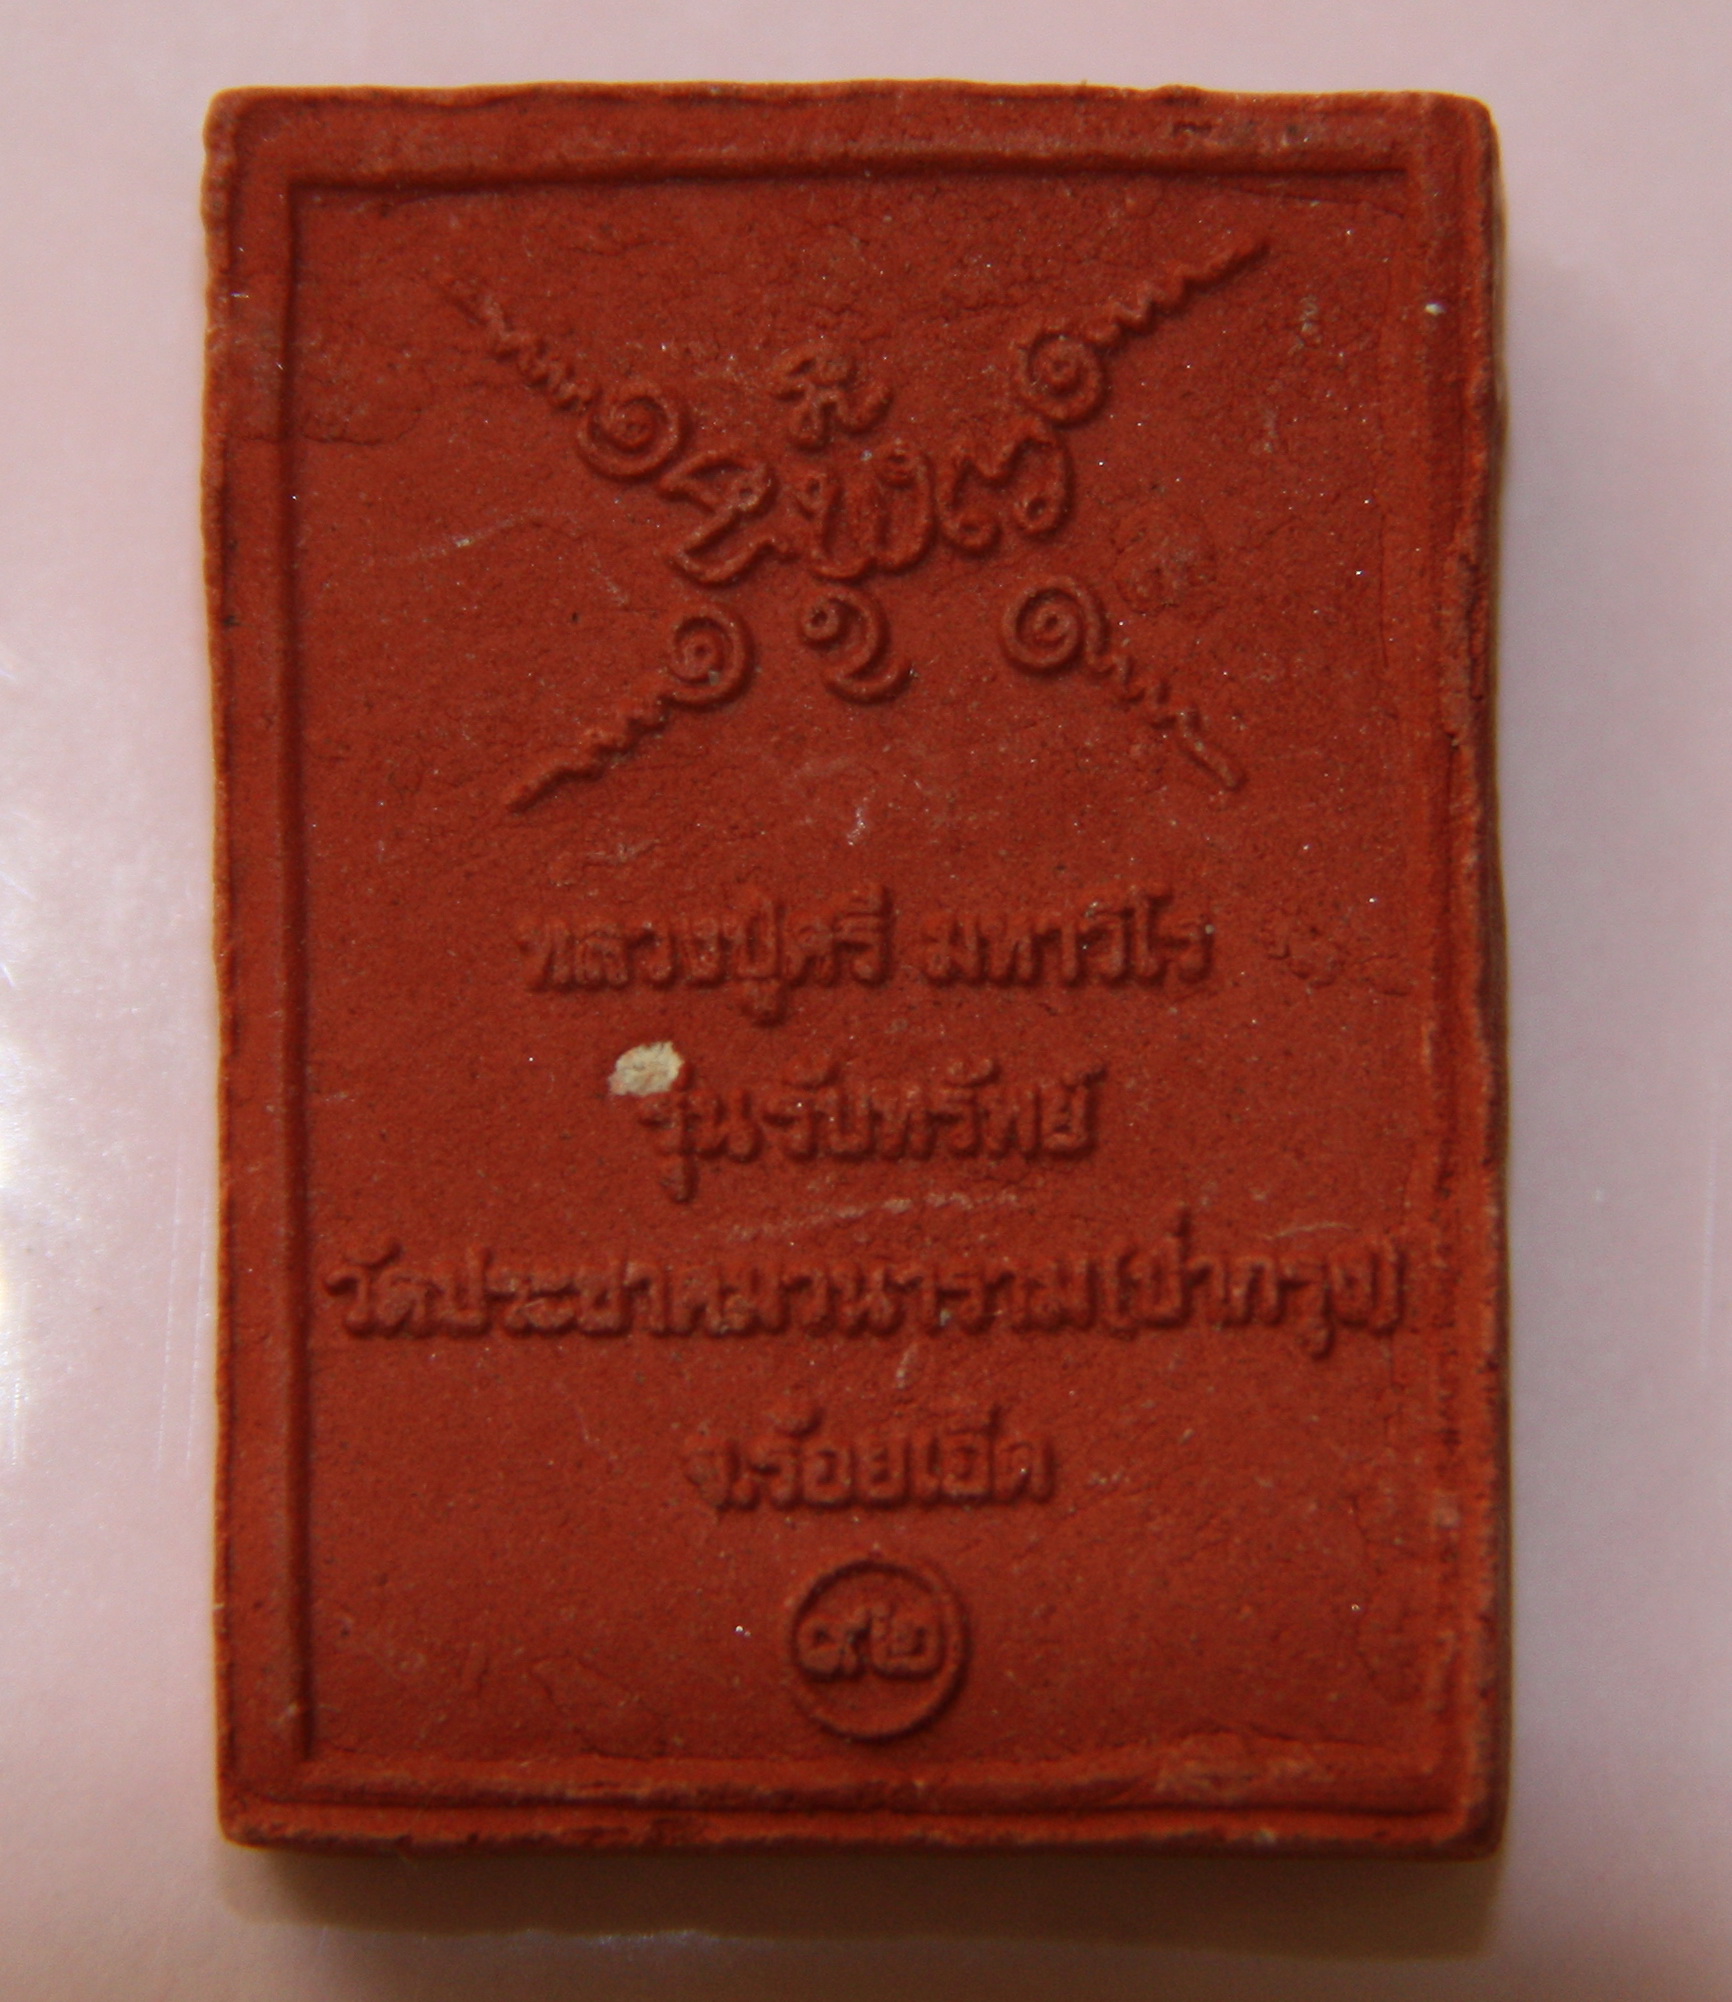 หลวงปู่ศรี มหาวิโร
รุ่นรับทรัพย์
วัดประชาคมวนาราม(ป่ากุง)
จ.ร้อยเอ็ด
๙๒